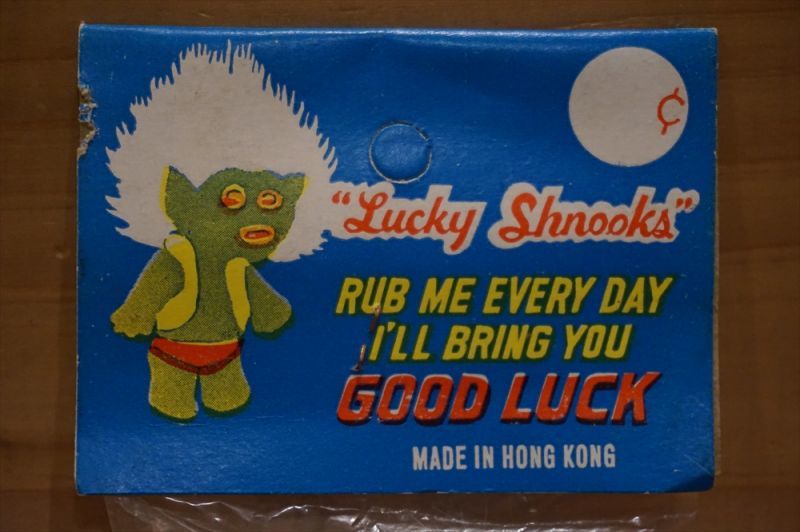 ¢
"Lucky Shnooks"
RUB ME EVERY DAY
I'LL BRING YOU
GOOD LUCK
MADE IN HONG KONG